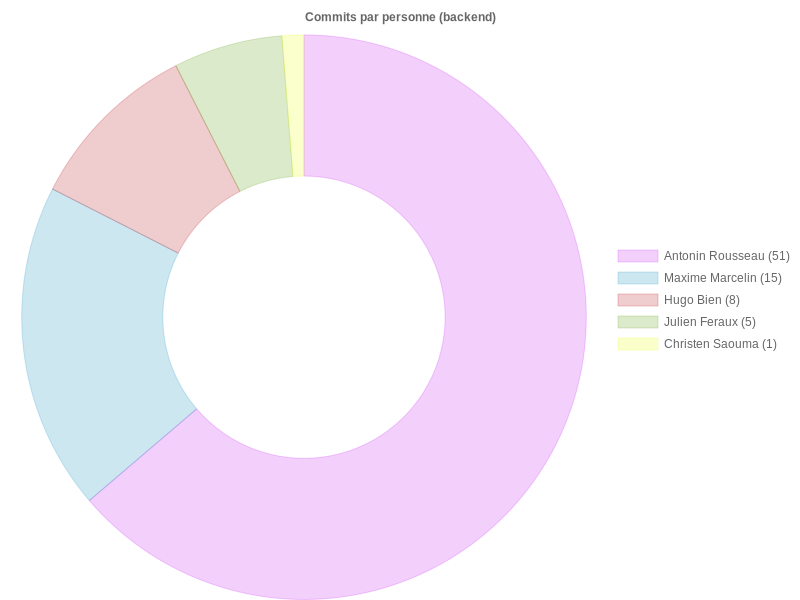 Commits par personne (backend)
Antonin Rousseau (51)
Maxime Marcelin (15)
Hugo Bien (8)
Julien Feraux (5)
Christen Saouma (1)